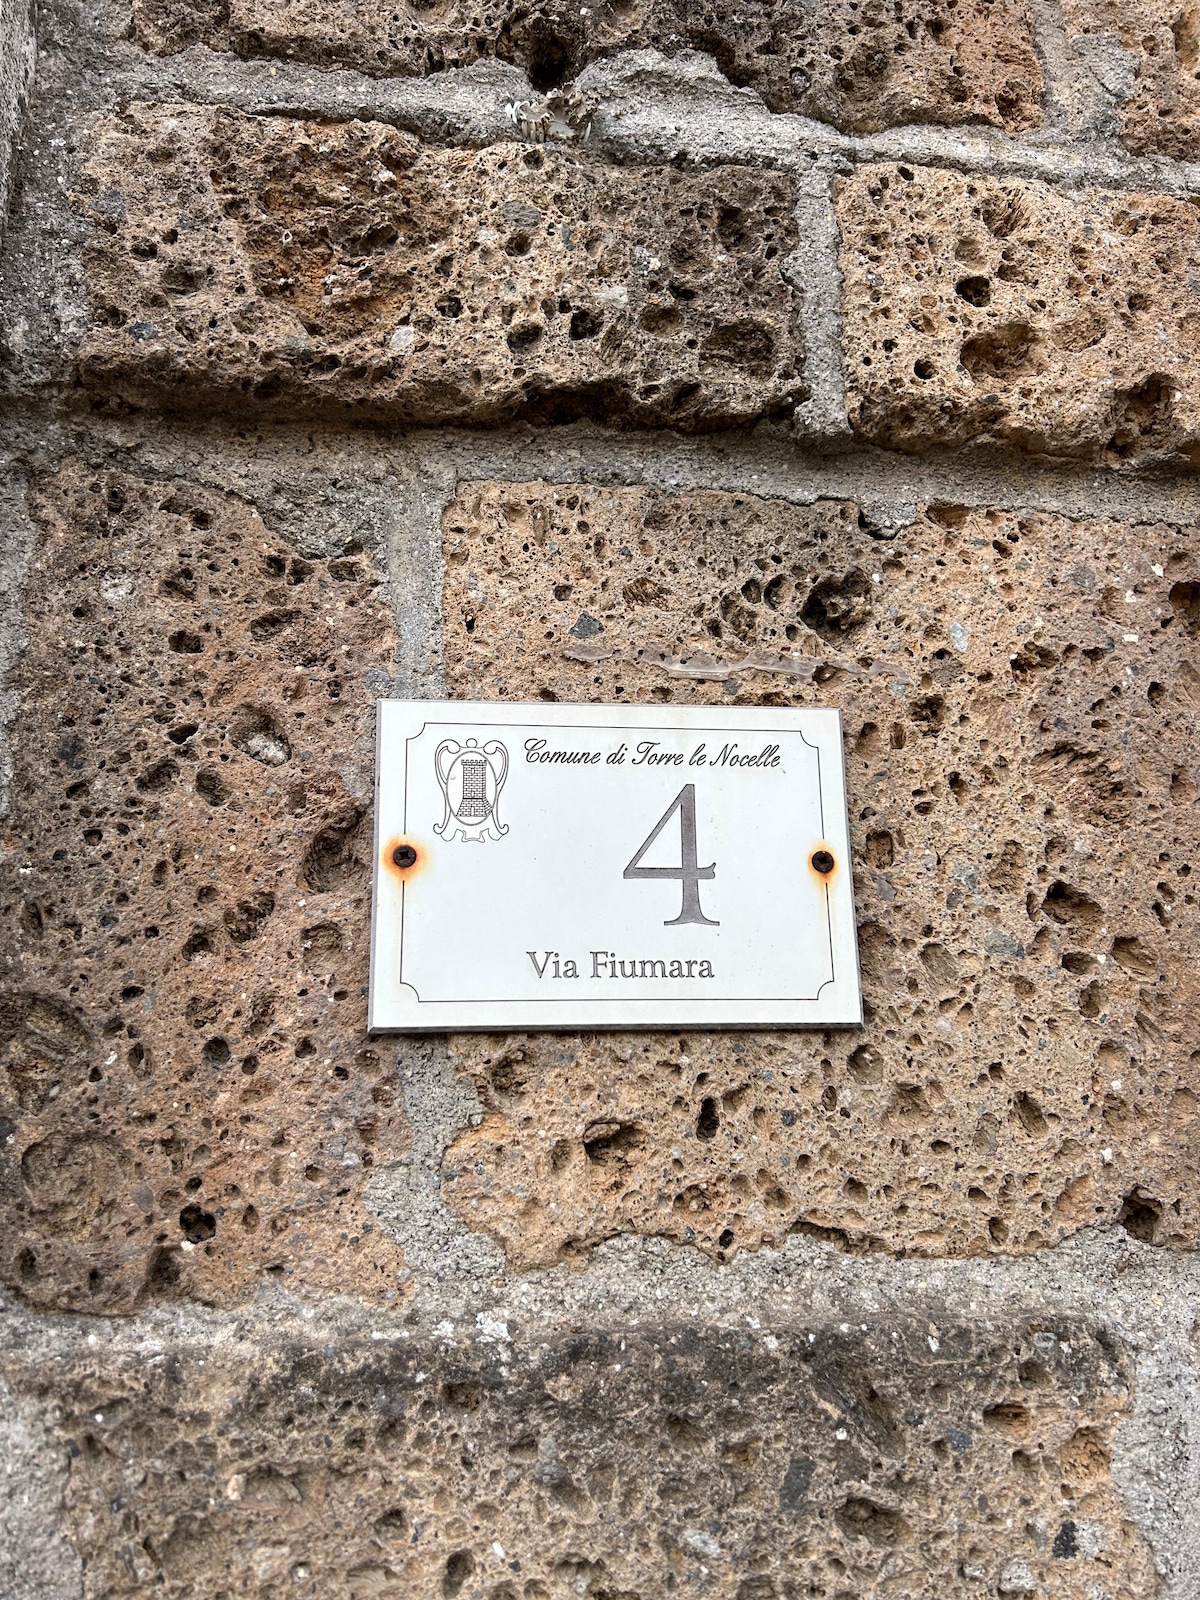 Comune di Torre le Nocelle
4
Via Fiumara